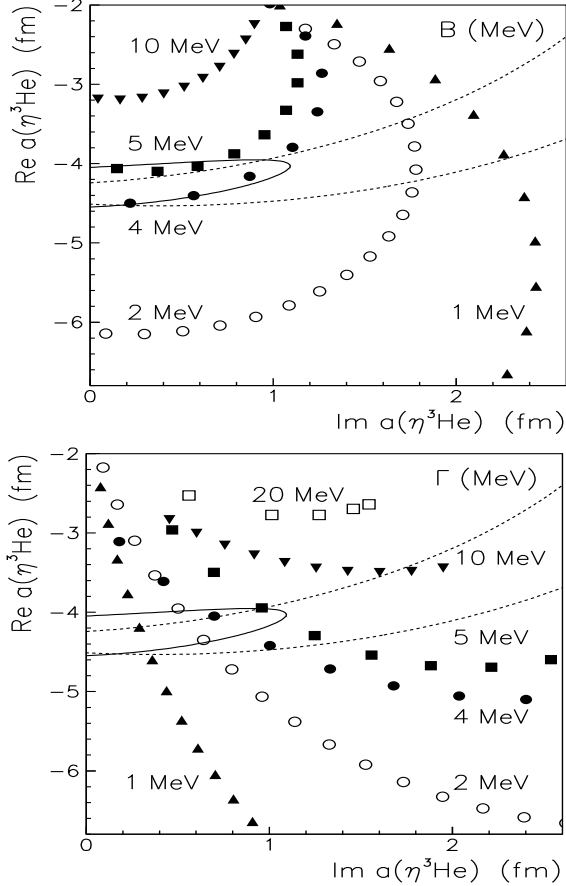 −2
10 MeV
B (MeV)
−3
5 MeV
−4
4 MeV
−5
2 MeV
1 MeV
−6
Re a(η³He) (fm)
0 1 2
Im a(η³He) (fm)
−2
Γ (MeV)
20 MeV
−3
10 MeV
−4
5 MeV
−5
4 MeV
1 MeV
2 MeV
−6
Re a(η³He) (fm)
0 1 2
Im a(η³He) (fm)